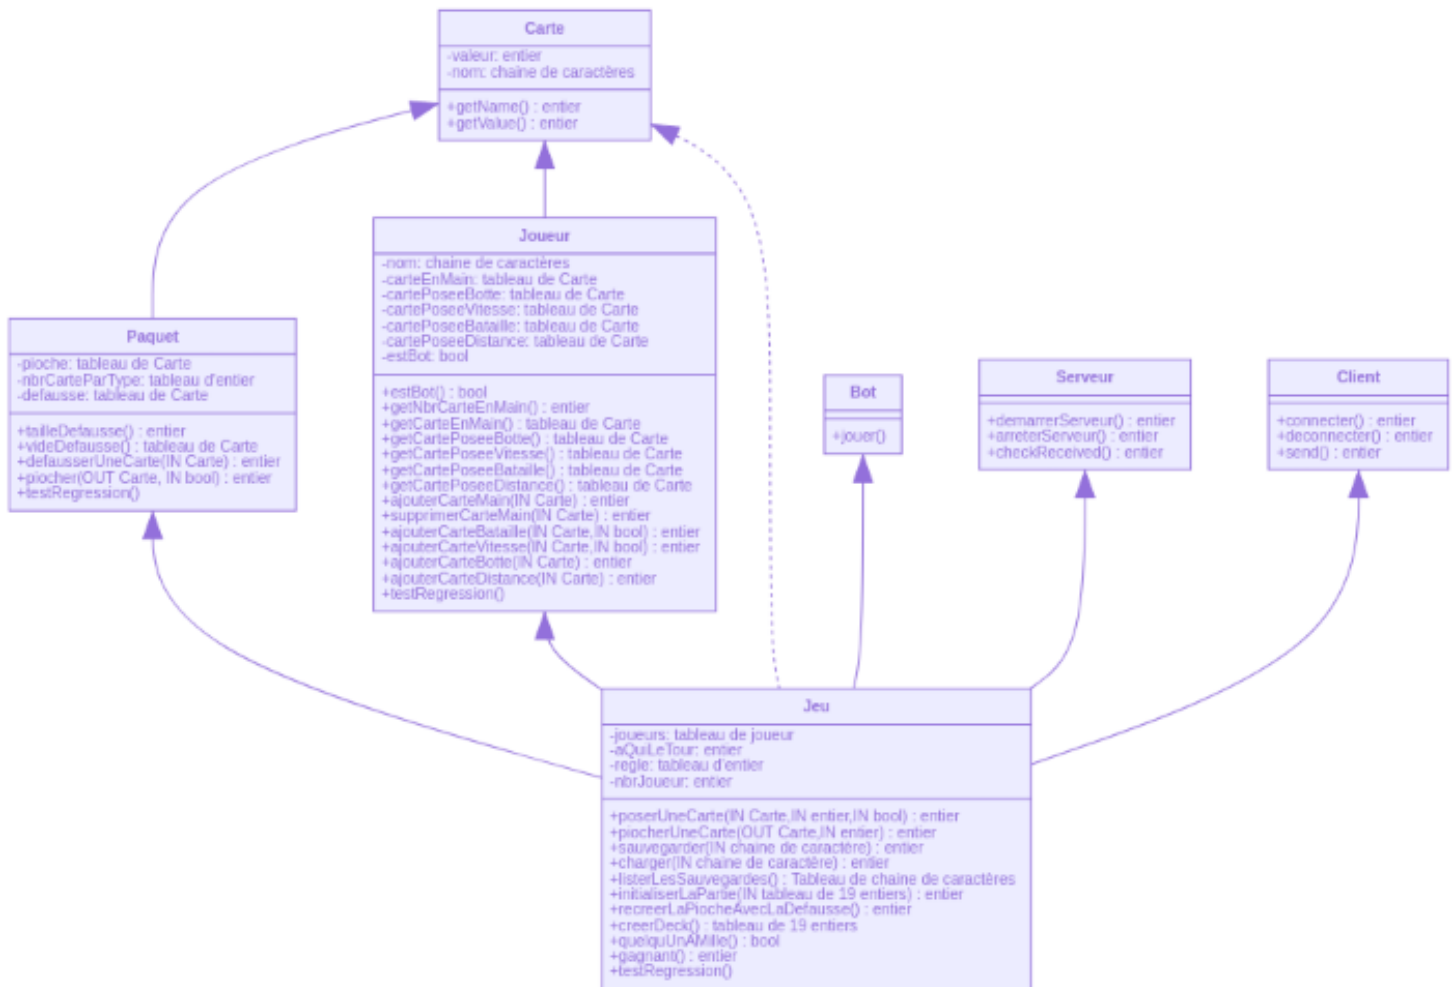 Carte
-valeur: entier
-nom: chaine de caractères
+getName() : entier
+getValue() : entier
Joueur
-nom: chaine de caractères
-carteEnMain: tableau de Carte
-cartePoseeBotte: tableau de Carte
-cartePoseeVitesse: tableau de Carte
-cartePoseeBataille: tableau de Carte
-cartePoseeDistance: tableau de Carte
-estBot: bool
+estBot() : bool
+getNbrCarteEnMain() : entier
+getCarteEnMain() : tableau de Carte
+getCartePoseeBotte() : tableau de Carte
+getCartePoseeVitesse() : tableau de Carte
+getCartePoseeBataille() : tableau de Carte
+getCartePoseeDistance() : tableau de Carte
+ajouterCarteMain(IN Carte) : entier
+supprimerCarteMain(IN Carte) : entier
+ajouterCarteBataille(IN Carte,IN bool) : entier
+ajouterCarteVitesse(IN Carte,IN bool) : entier
+ajouterCarteBotte(IN Carte) : entier
+ajouterCarteDistance(IN Carte) : entier
+testRegression()
Paquet
-pioche: tableau de Carte
-nbrCarteParType: tableau d'entier
-defausse: tableau de Carte
+tailleDefausse() : entier
+videDefausse() : tableau de Carte
+defausserUneCarte(IN Carte) : entier
+piocher(OUT Carte, IN bool) : entier
+testRegression()
Bot
+jouer()
Serveur
+demarrerServeur() : entier
+arreterServeur() : entier
+checkReceived() : entier
Client
+connecter() : entier
+deconnecter() : entier
+send() : entier
Jeu
-joueurs: tableau de joueur
-aQuiLeTour: entier
-regle: tableau d'entier
-nbrJoueur: entier
+poserUneCarte(IN Carte,IN entier,IN bool) : entier
+piocherUneCarte(OUT Carte,IN entier) : entier
+sauvegarder(IN chaine de caractère) : entier
+charger(IN chaine de caractère) : entier
+listerLesSauvegardes() : Tableau de chaine de caractères
+initialiserLaPartie(IN tableau de 19 entiers) : entier
+recreerLaPiocheAvecLaDefausse() : entier
+creerDeck() : tableau de 19 entiers
+quelquUnAMille() : bool
+gagnant() : entier
+testRegression()